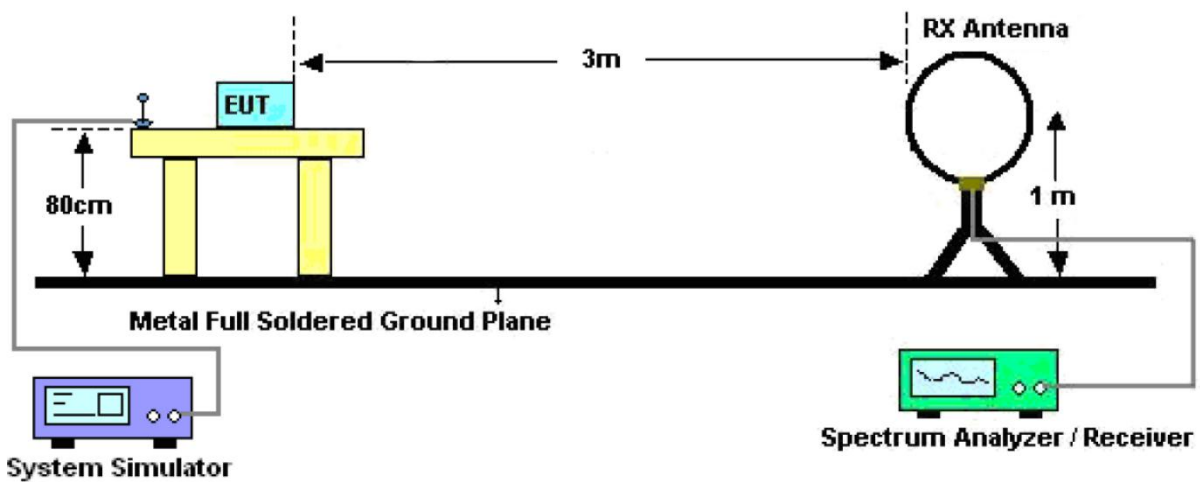 RX Antenna
3m
EUT
80cm
1 m
Metal Full Soldered Ground Plane
System Simulator
Spectrum Analyzer / Receiver